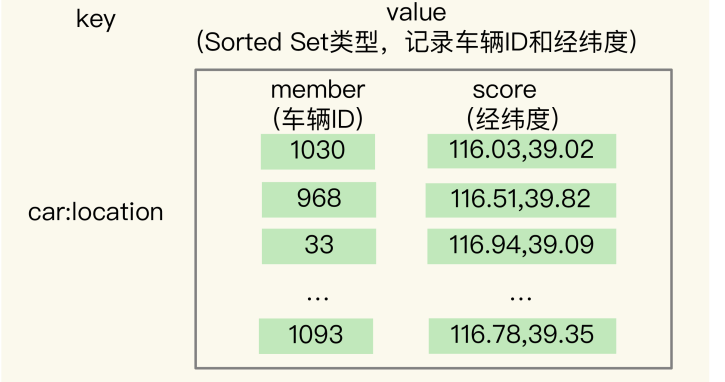 key
value
（Sorted Set类型，记录车辆ID和经纬度）
member score
（车辆ID） （经纬度）
1030 116.03,39.02
968 116.51,39.82
car:location
33 116.94,39.09
... ...
1093 116.78,39.35